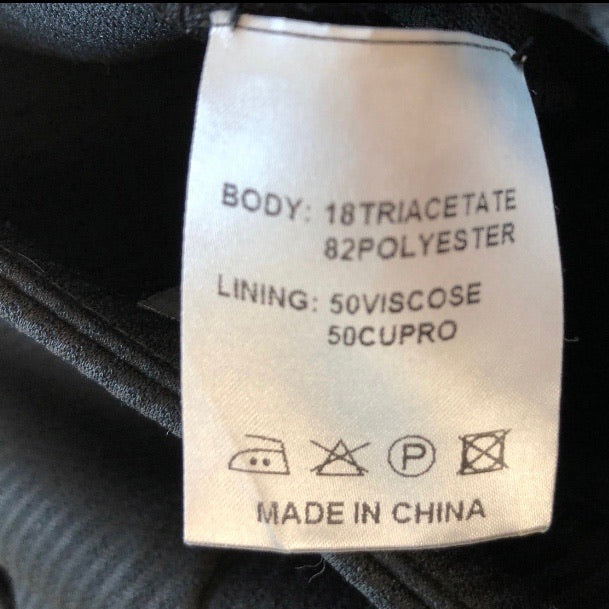 BODY: 18TRIACETATE
82POLYESTER
LINING: 50VISCOSE
50CUPRO
P
MADE IN CHINA